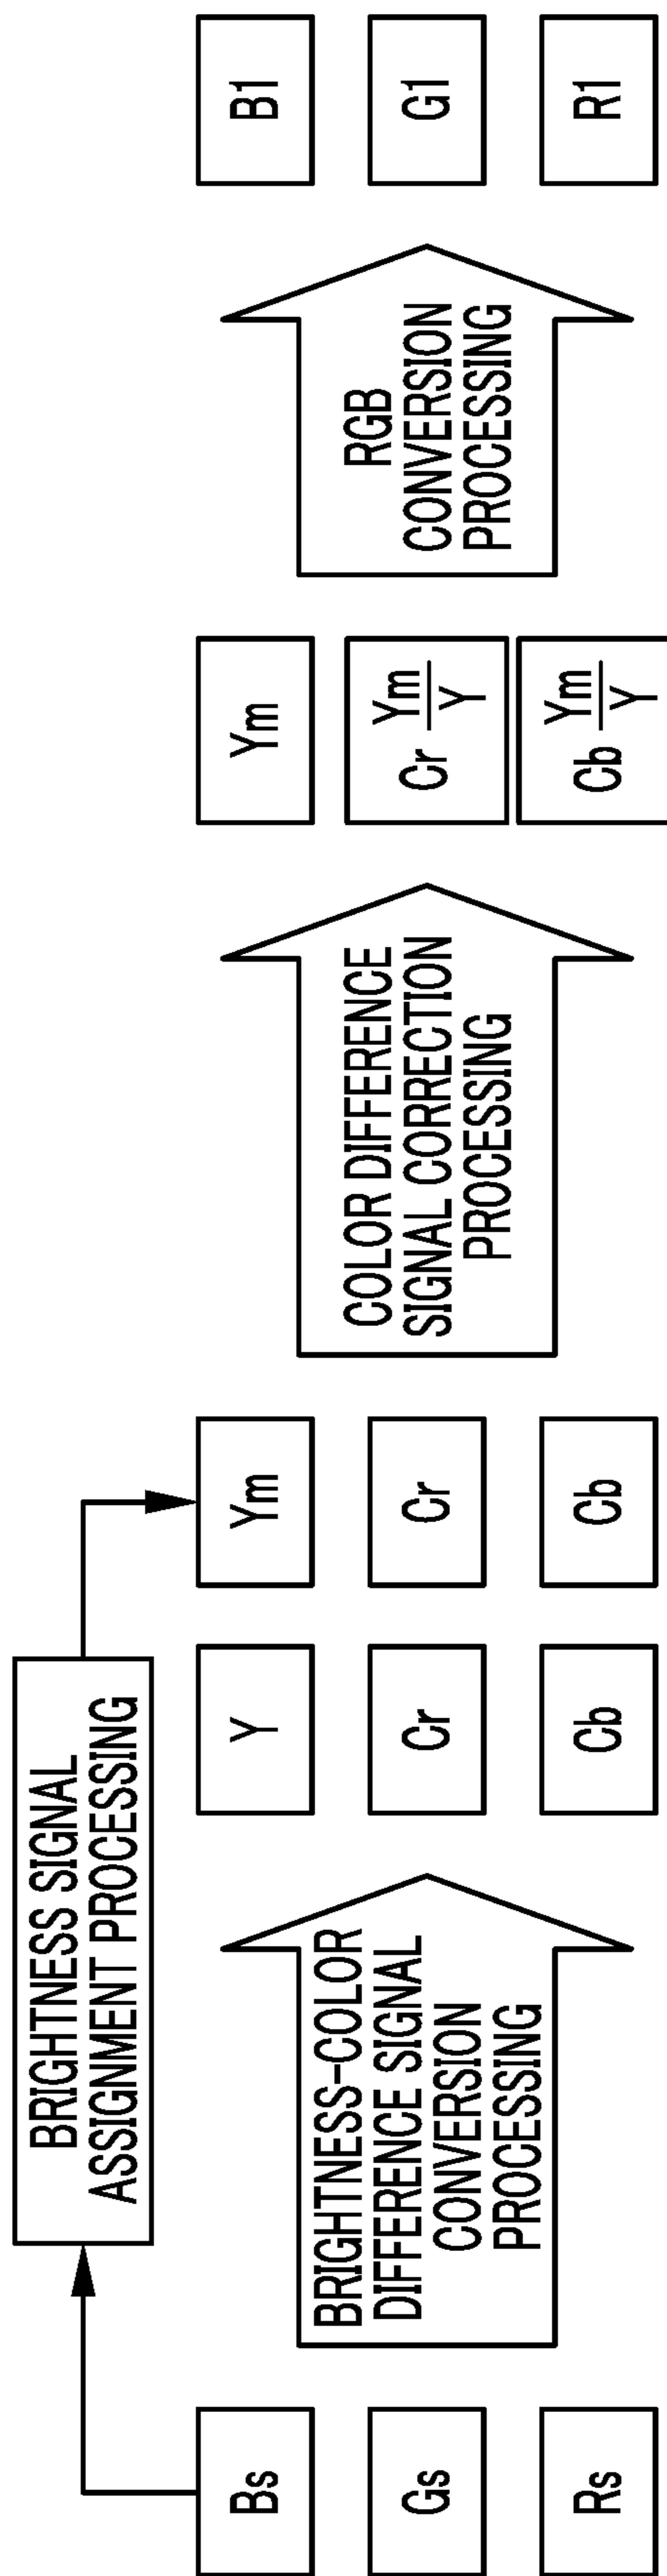 BRIGHTNESS SIGNAL
ASSIGNMENT PROCESSING
Bs
Gs
Rs
BRIGHTNESS-COLOR
DIFFERENCE SIGNAL
CONVERSION
PROCESSING
Y
Cr
Cb
Ym
Cr
Cb
COLOR DIFFERENCE
SIGNAL CORRECTION
PROCESSING
Ym
Cr Ym/Y
Cb Ym/Y
RGB
CONVERSION
PROCESSING
B1
G1
R1